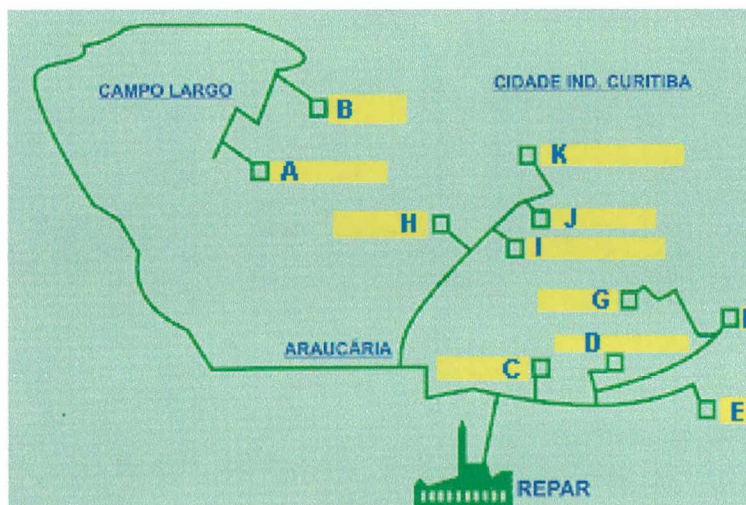 CAMPO LARGO
CIDADE IND. CURITIBA
B
K
A
H
J
I
G
D
ARAUCÁRIA
C
E
REPAR